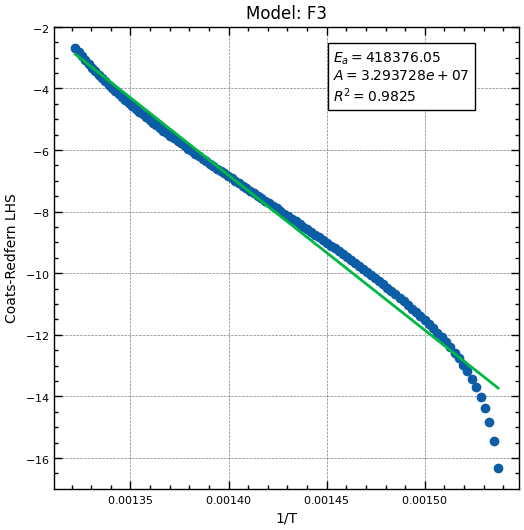 Model: F3
−2
E_a = 418376.05
A = 3.293728e + 07
R^2 = 0.9825
−4
−6
−8
−10
−12
−14
−16
Coats-Redfern LHS
0.00135
0.00140
0.00145
0.00150
1/T